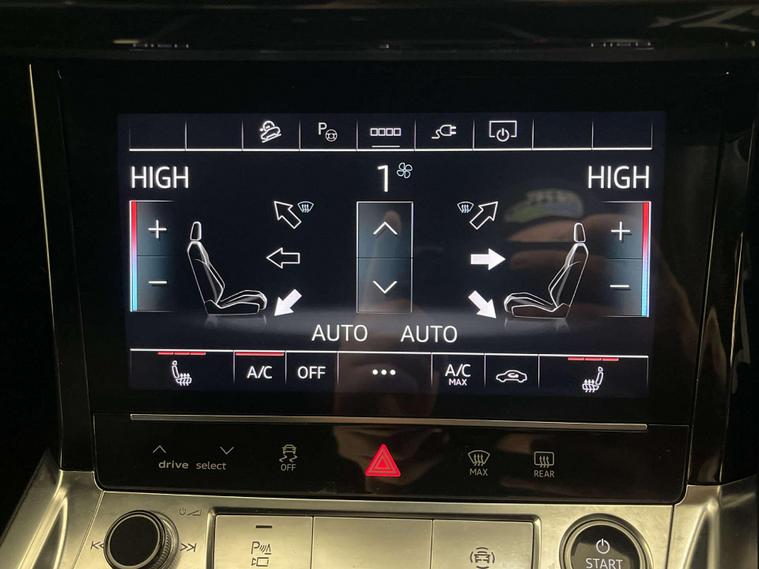 P
HIGH 1 HIGH
+ +
- -
AUTO AUTO
A/C OFF ••• A/C
MAX
drive select OFF MAX REAR
P
START